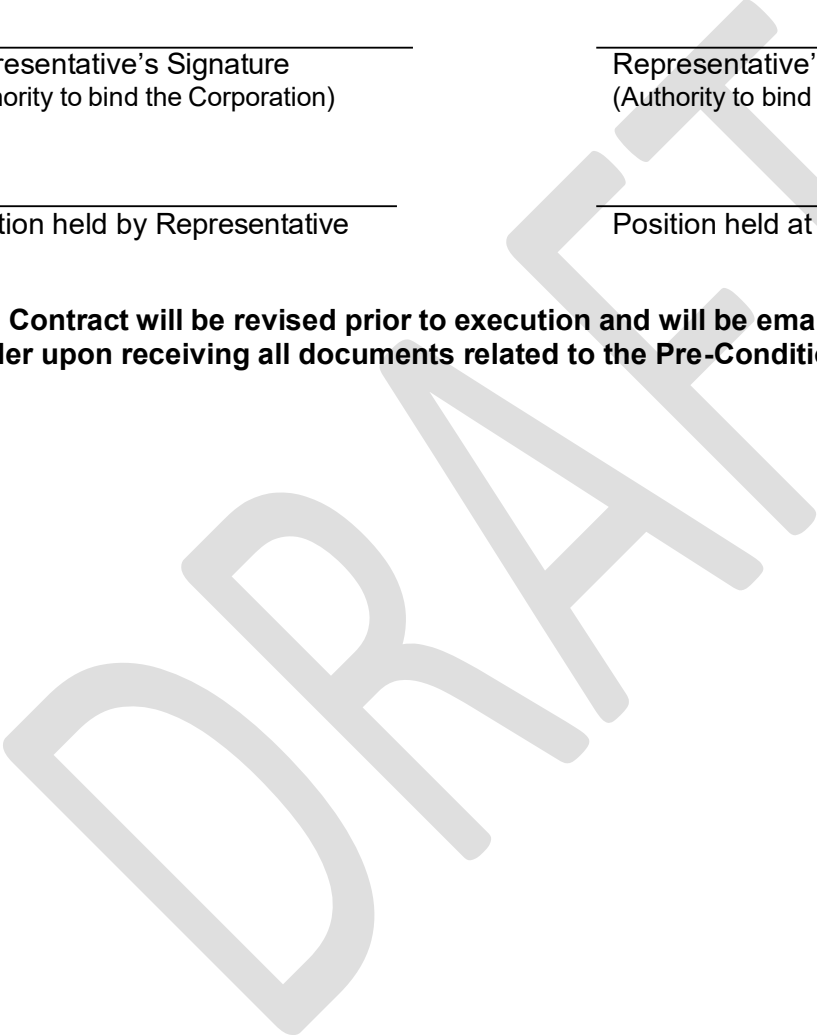 resentative’s Signature Representative’
hority to bind the Corporation) (Authority to bind
tion held by Representative Position held at
Contract will be revised prior to execution and will be ema
der upon receiving all documents related to the Pre-Conditi
DRAFT